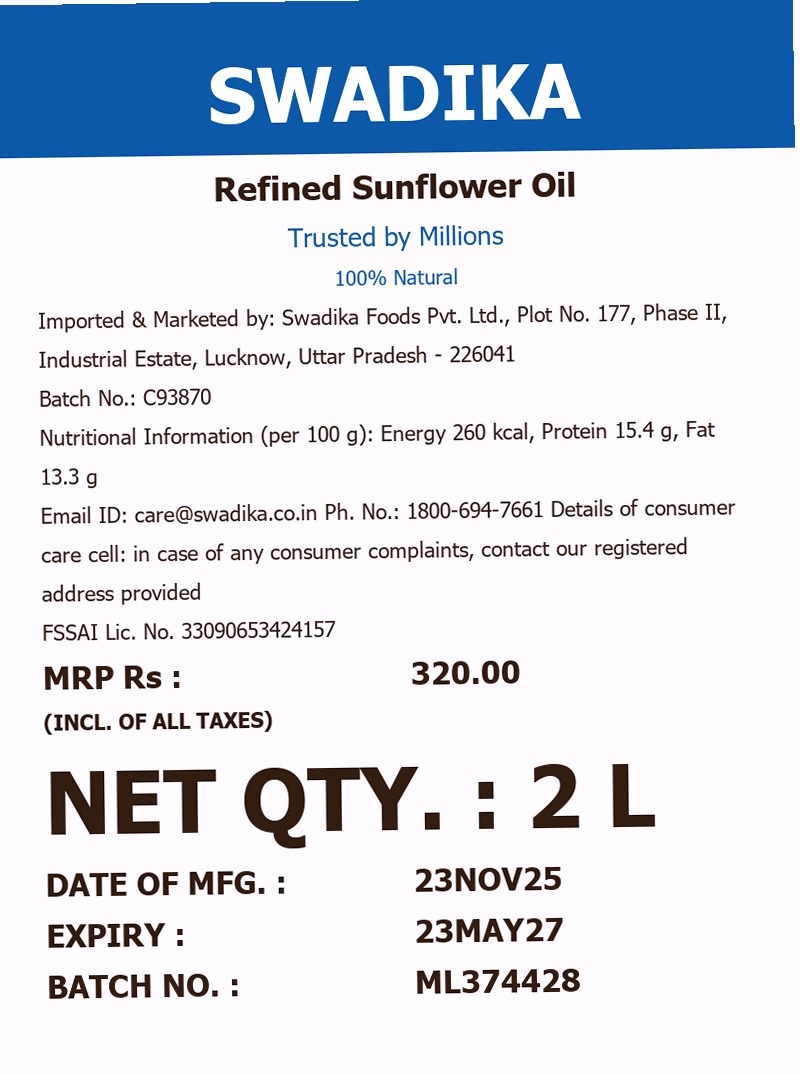 SWADIKA
Refined Sunflower Oil
Trusted by Millions
100% Natural
Imported & Marketed by: Swadika Foods Pvt. Ltd., Plot No. 177, Phase II,
Industrial Estate, Lucknow, Uttar Pradesh - 226041
Batch No.: C93870
Nutritional Information (per 100 g): Energy 260 kcal, Protein 15.4 g, Fat
13.3 g
Email ID: care@swadika.co.in Ph. No.: 1800-694-7661 Details of consumer
care cell: in case of any consumer complaints, contact our registered
address provided
FSSAI Lic. No. 33090653424157
MRP Rs : 320.00
(INCL. OF ALL TAXES)
NET QTY. : 2 L
DATE OF MFG. : 23NOV25
EXPIRY : 23MAY27
BATCH NO. : ML374428